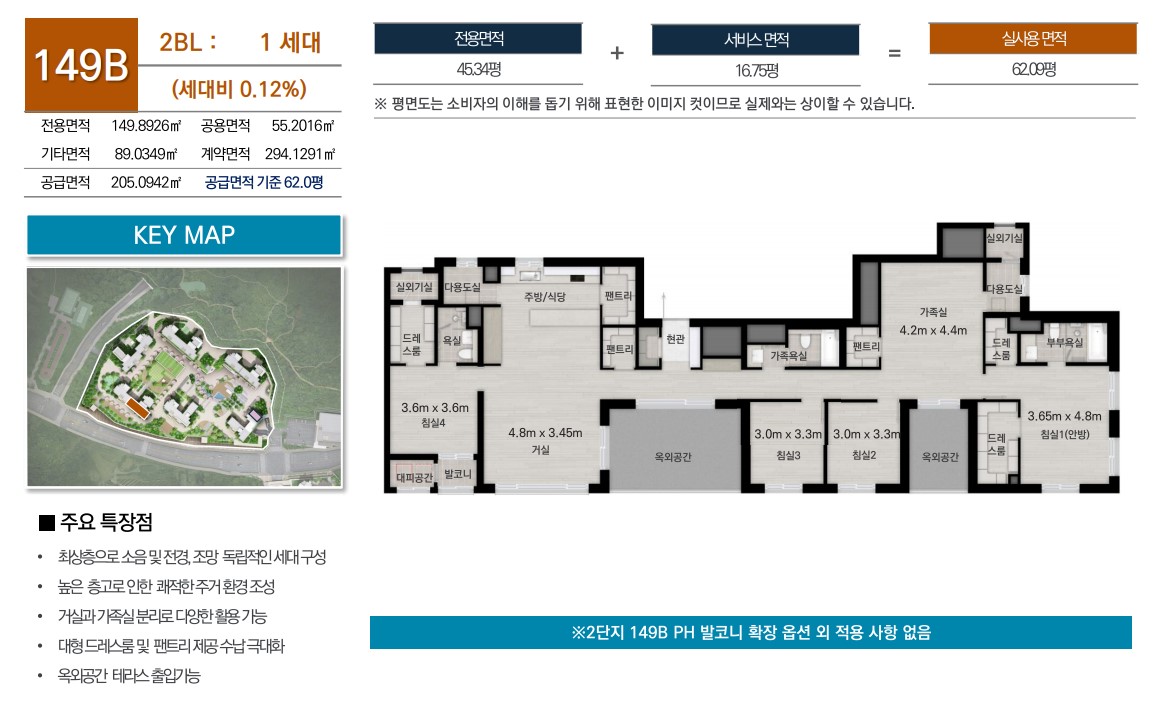 149B
2BL : 1 세대
(세대비 0.12%)
전용면적 149.8926㎡ 공용면적 55.2016㎡
기타면적 89.0349㎡ 계약면적 294.1291㎡
공급면적 205.0942㎡ 공급면적 기준 62.0평
전용면적 + 서비스 면적 = 실사용 면적
45.34평 16.75평 62.09평
※ 평면도는 소비자의 이해를 돕기 위해 표현한 이미지 컷이므로 실제와는 상이할 수 있습니다.
KEY MAP
실외기실
다용도실
주방/식당
팬트리
드레
스룸
욕실
팬트리
현관
가족욕실
팬트리
가족실
4.2m x 4.4m
실외기실
다용도실
드레
스룸
부부욕실
3.6m x 3.6m
침실4
4.8m x 3.45m
거실
옥외공간
3.0m x 3.3m
침실3
3.0m x 3.3m
침실2
옥외공간
드레
스룸
3.65m x 4.8m
침실1(안방)
대피공간
발코니
■ 주요 특장점
• 최상층으로 소음 및 전경, 조망 독립적인 세대 구성
• 높은 층고로 인한 쾌적한 주거 환경 조성
• 거실과 가족실 분리로 다양한 활용 가능
• 대형 드레스룸 및 팬트리 제공 수납 극대화
• 옥외공간 테라스 출입가능
※2단지 149B PH 발코니 확장 옵션 외 적용 사항 없음